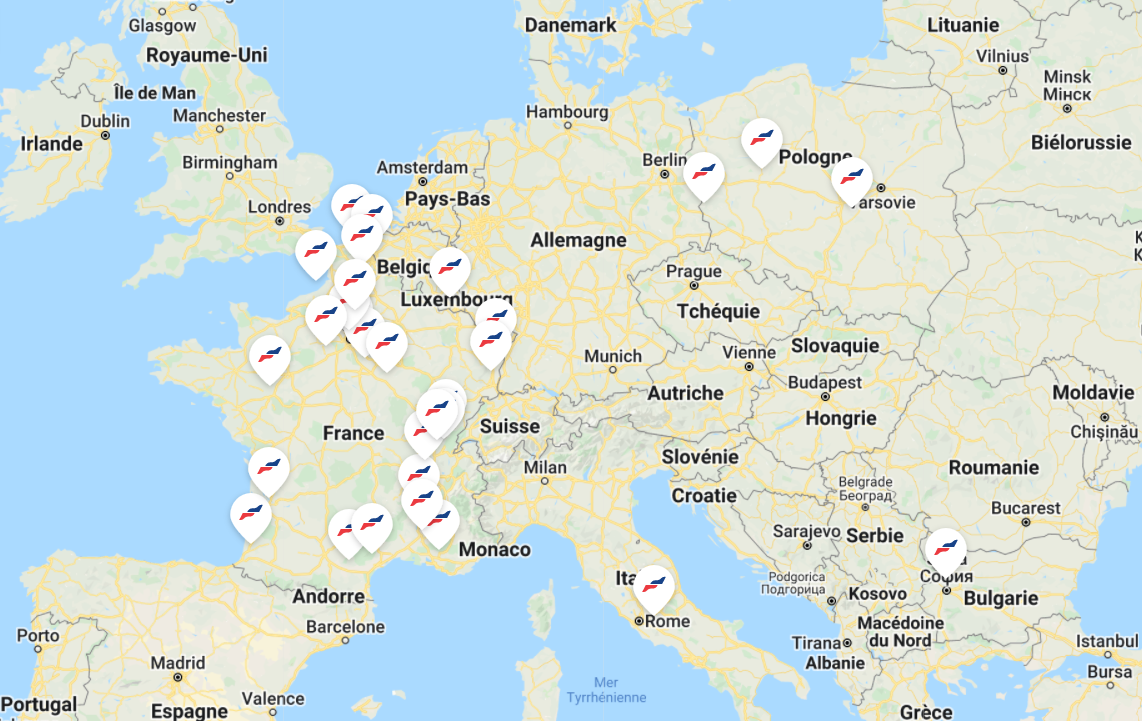 Glasgow
Danemark
Lituanie
Royaume-Uni
Vilnius
Minsk
Мінск
Île de Man
Hambourg
Dublin
Manchester
Irlande
Biélorussie
Birmingham
Amsterdam
Berlin
Pologne
Pays-Bas
Londres
Varsovie
Allemagne
Belgiq
Prague
Luxembourg
Tchéquie
Slovaquie
Munich
Vienne
Budapest
Autriche
Moldavie
Hongrie
France
Suisse
Chișinău
Slovénie
Milan
Roumanie
Croatie
Belgrade
Београд
Bucarest
Sarajevo
Serbie
Monaco
Ita
София
Podgorica
Подгорица
Kosovo
Bulgarie
Andorre
Rome
Macédoine
du Nord
Barcelone
Porto
Tirana
Istanbul
Albanie
Madrid
Bursa
Mer
Tyrrhénienne
Valence
Portugal
Espagne
Grèce